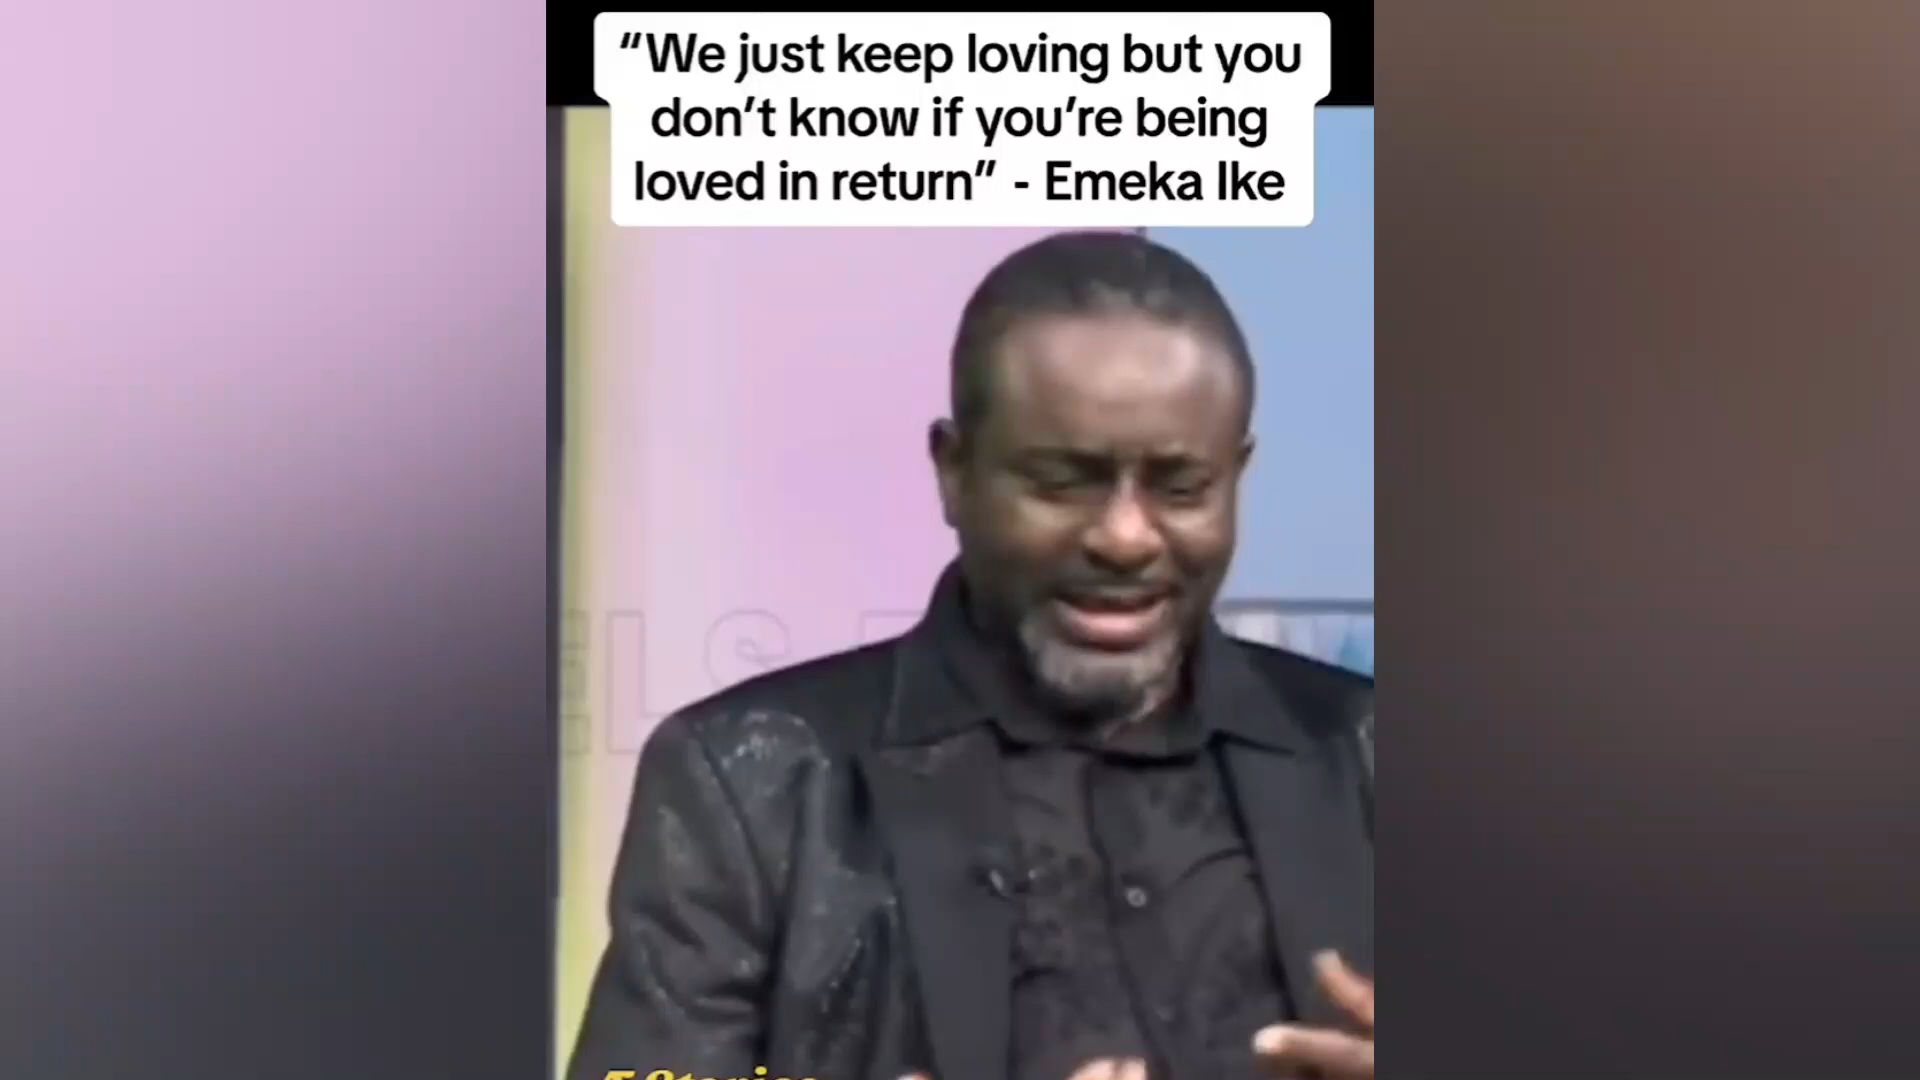 “We just keep loving but you
don’t know if you’re being
loved in return” - Emeka Ike